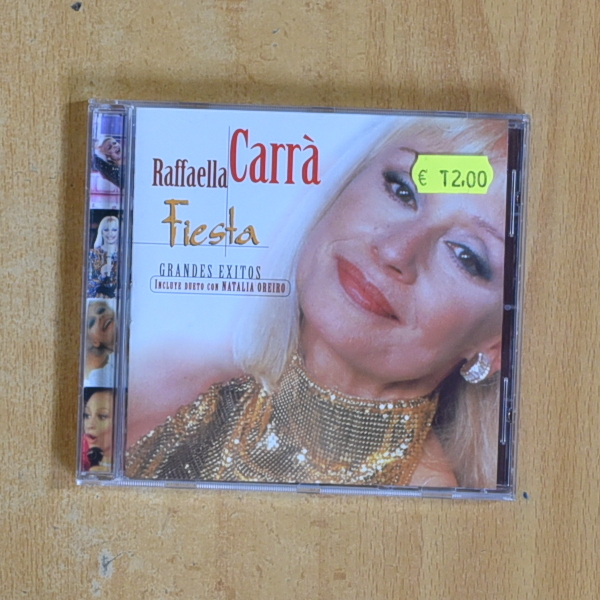 Raffaella Carrà
Fiesta
GRANDES EXITOS
INCLUYE DUETO CON NATALIA OREIRO
€ 12.00